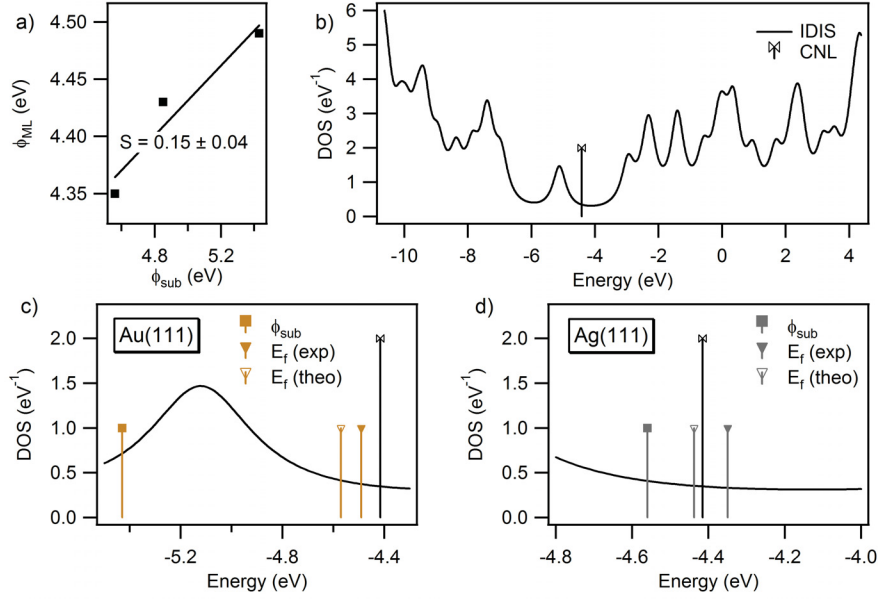 a)
4.50
4.45
4.40
4.35
ϕML (eV)
S = 0.15 ± 0.04
4.8
5.2
ϕsub (eV)
b)
6
5
4
3
2
1
0
DOS (eV-1)
IDIS
CNL
-10
-8
-6
-4
-2
0
2
4
Energy (eV)
c)
Au(111)
ϕsub
Ef (exp)
Ef (theo)
2.0
1.5
1.0
0.5
0.0
DOS (eV-1)
-5.2
-4.8
-4.4
Energy (eV)
d)
Ag(111)
ϕsub
Ef (exp)
Ef (theo)
2.0
1.5
1.0
0.5
0.0
DOS (eV-1)
-4.8
-4.6
-4.4
-4.2
-4.0
Energy (eV)